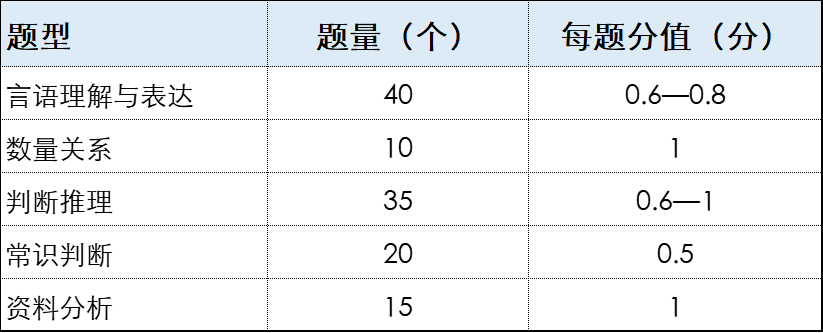 题型 题量（个） 每题分值（分）
言语理解与表达 40 0.6—0.8
数量关系 10 1
判断推理 35 0.6—1
常识判断 20 0.5
资料分析 15 1